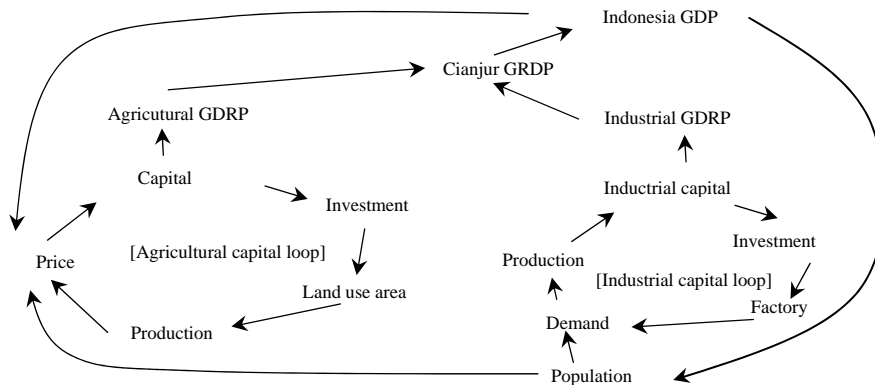 Indonesia GDP
Cianjur GRDP
Agricutural GDRP
Industrial GDRP
Capital
Inductrial capital
Investment
Investment
[Agricultural capital loop]
Price
Production
[Industrial capital loop]
Land use area
Factory
Production
Demand
Population